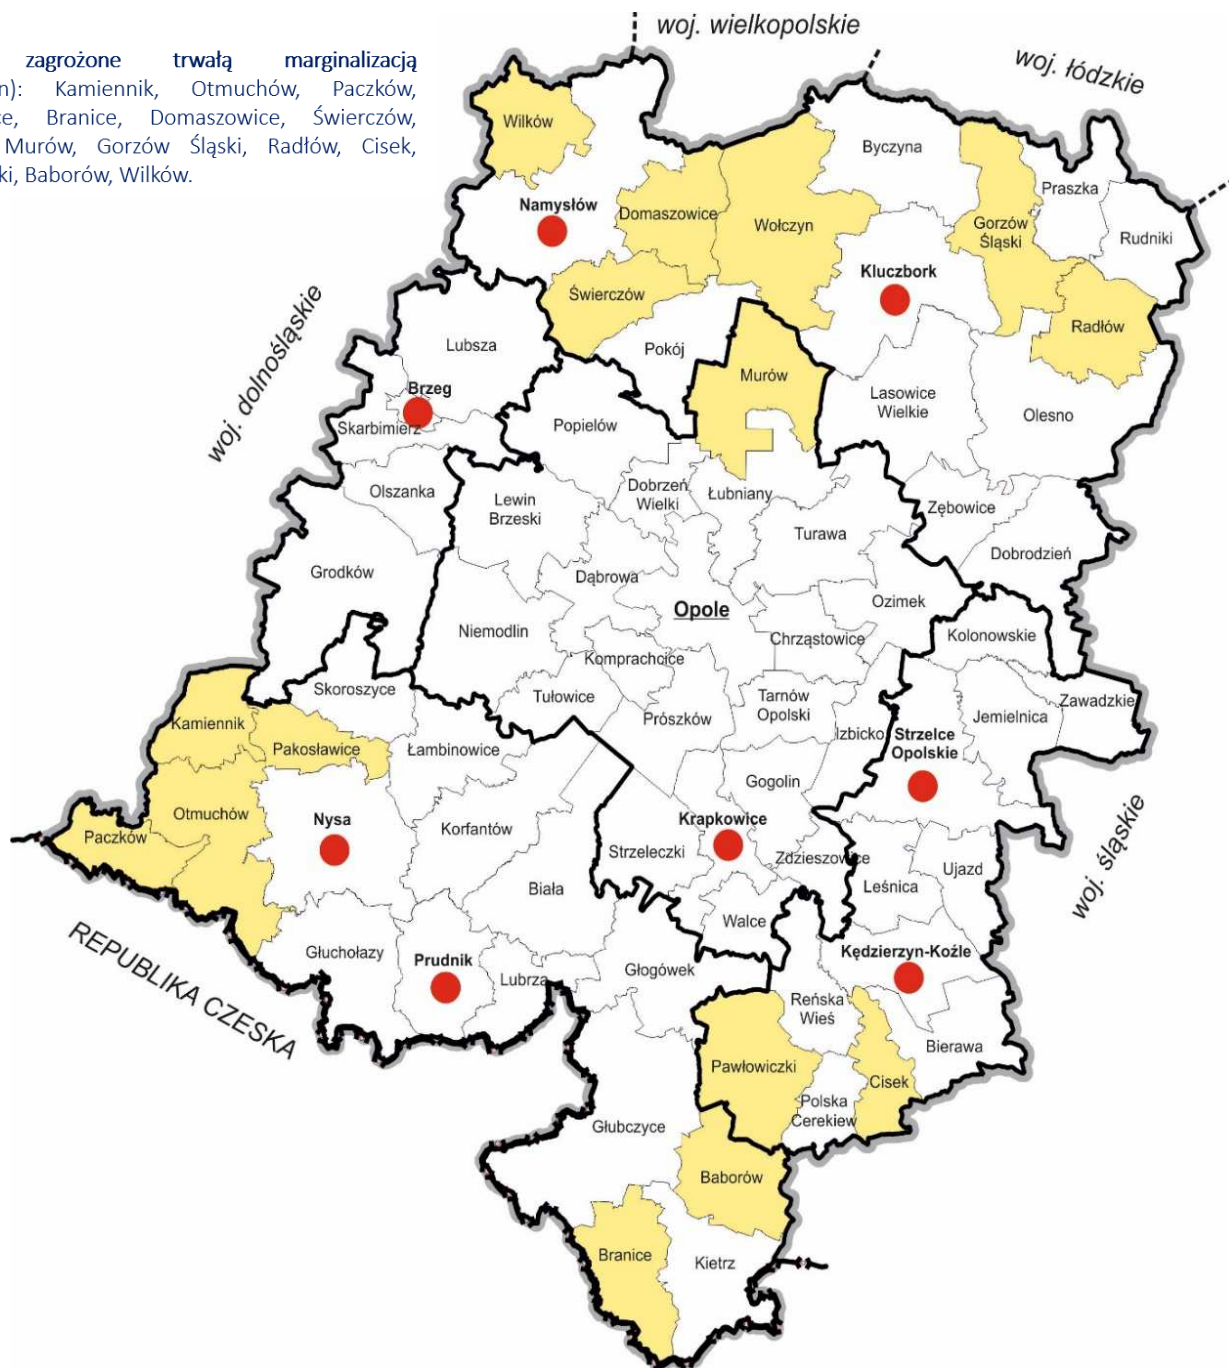 woj. wielkopolskie
zagrożone trwałą marginalizacją
n): Kamiennik, Otmuchów, Paczków,
ce, Branice, Domaszowice, Świerczów,
Murów, Gorzów Śląski, Radłów, Cisek,
ki, Baborów, Wilków.
woj. łódzkie
Wilków
Byczyna
Praszka
Namysłów
Domaszowice
Wołczyn
Gorzów
Śląski
Rudniki
Kluczbork
Świerczów
Radłów
woj. dolnośląskie
Lubsza
Pokój
Murów
Brzeg
Lasowice
Wielkie
Olesno
Skarbimierz
Popielów
Olszanka
Lewin
Brzeski
Dobrzeń
Wielki
Łubniany
Zębowice
Turawa
Dobrodzień
Grodków
Dąbrowa
Opole
Ozimek
Niemodlin
Chrząstowice
Kolonowskie
Komprachcice
Skoroszyce
Tułowice
Prószków
Tarnów
Opolski
Izbicko
Strzelce
Opolskie
Jemielnica
Zawadzkie
Kamiennik
Pakosławice
Łambinowice
Gogolin
Otmuchów
Nysa
Korfantów
Krapkowice
Paczków
Strzeleczki
Zdzieszowice
Leśnica
Ujazd
woj. śląskie
Biała
Walce
REPUBLIKA CZESKA
Głuchołazy
Prudnik
Lubrza
Głogówek
Kędzierzyn-Koźle
Reńska
Wieś
Bierawa
Pawłowiczki
Cisek
Polska
Cerekiew
Głubczyce
Baborów
Branice
Kietrz